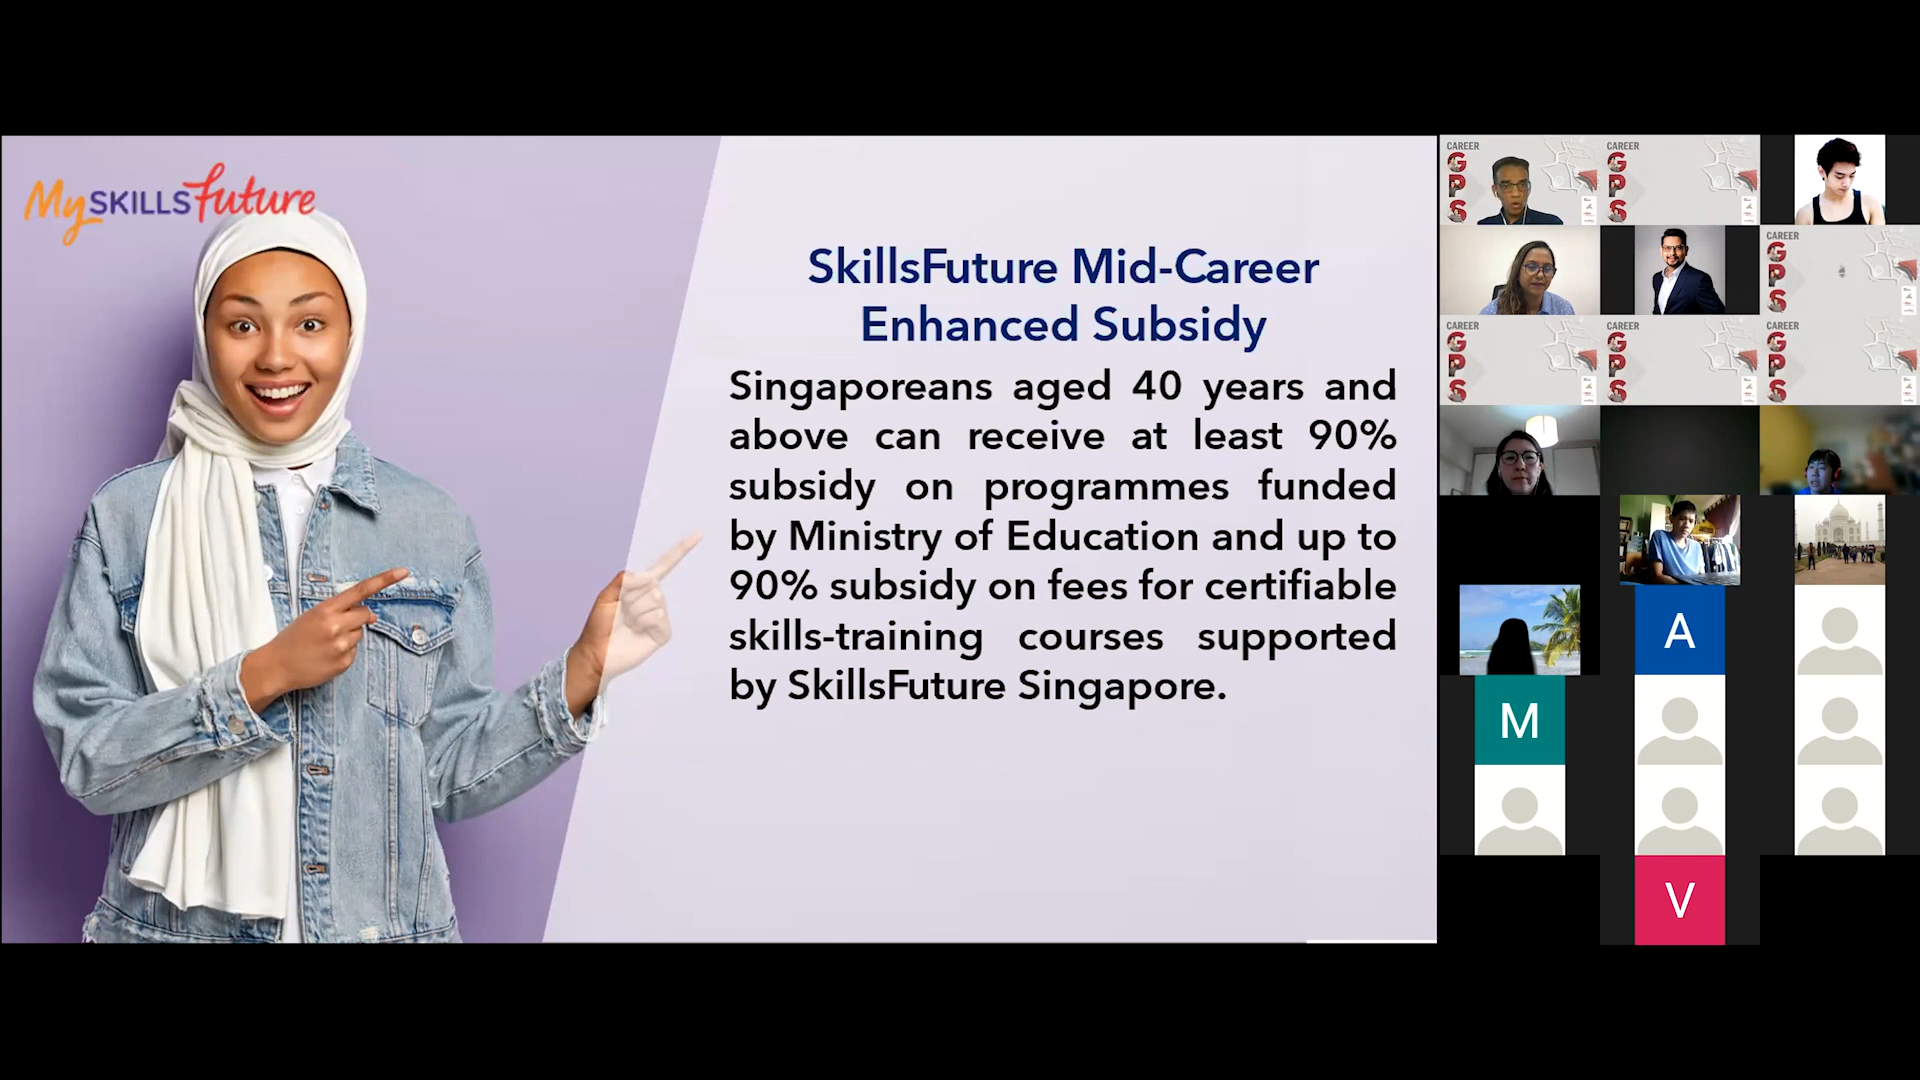 MySKILLSfuture
SkillsFuture Mid-Career
Enhanced Subsidy
Singaporeans aged 40 years and
above can receive at least 90%
subsidy on programmes funded
by Ministry of Education and up to
90% subsidy on fees for certifiable
skills-training courses supported
by SkillsFuture Singapore.
CAREER
GPS
CAREER
GPS
CAREER
GPS
CAREER
GPS
CAREER
GPS
CAREER
GPS
A
M
V